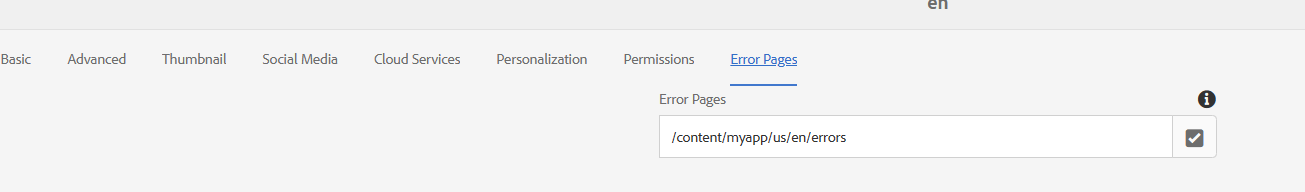 en
Basic Advanced Thumbnail Social Media Cloud Services Personalization Permissions Error Pages
Error Pages
/content/myapp/us/en/errors